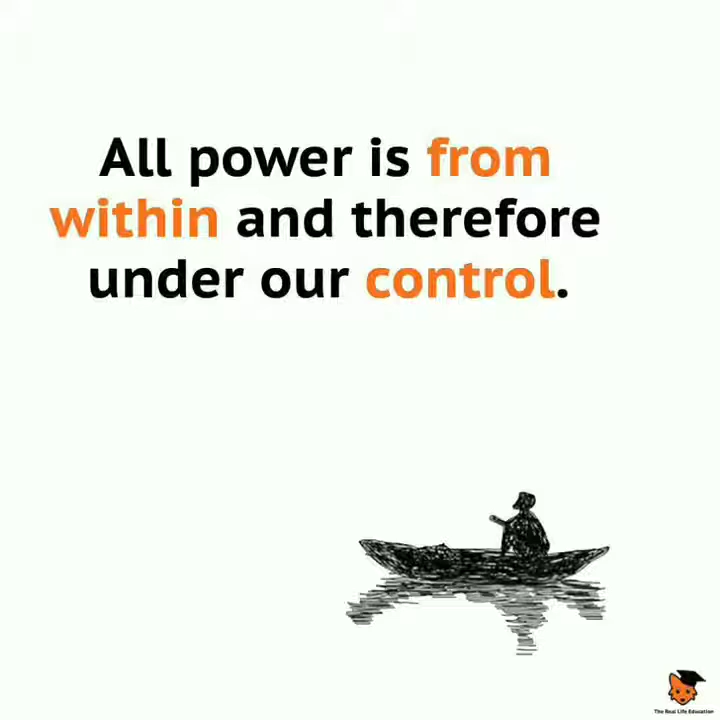 All power is from
within and therefore
under our control.
The Real Life Education